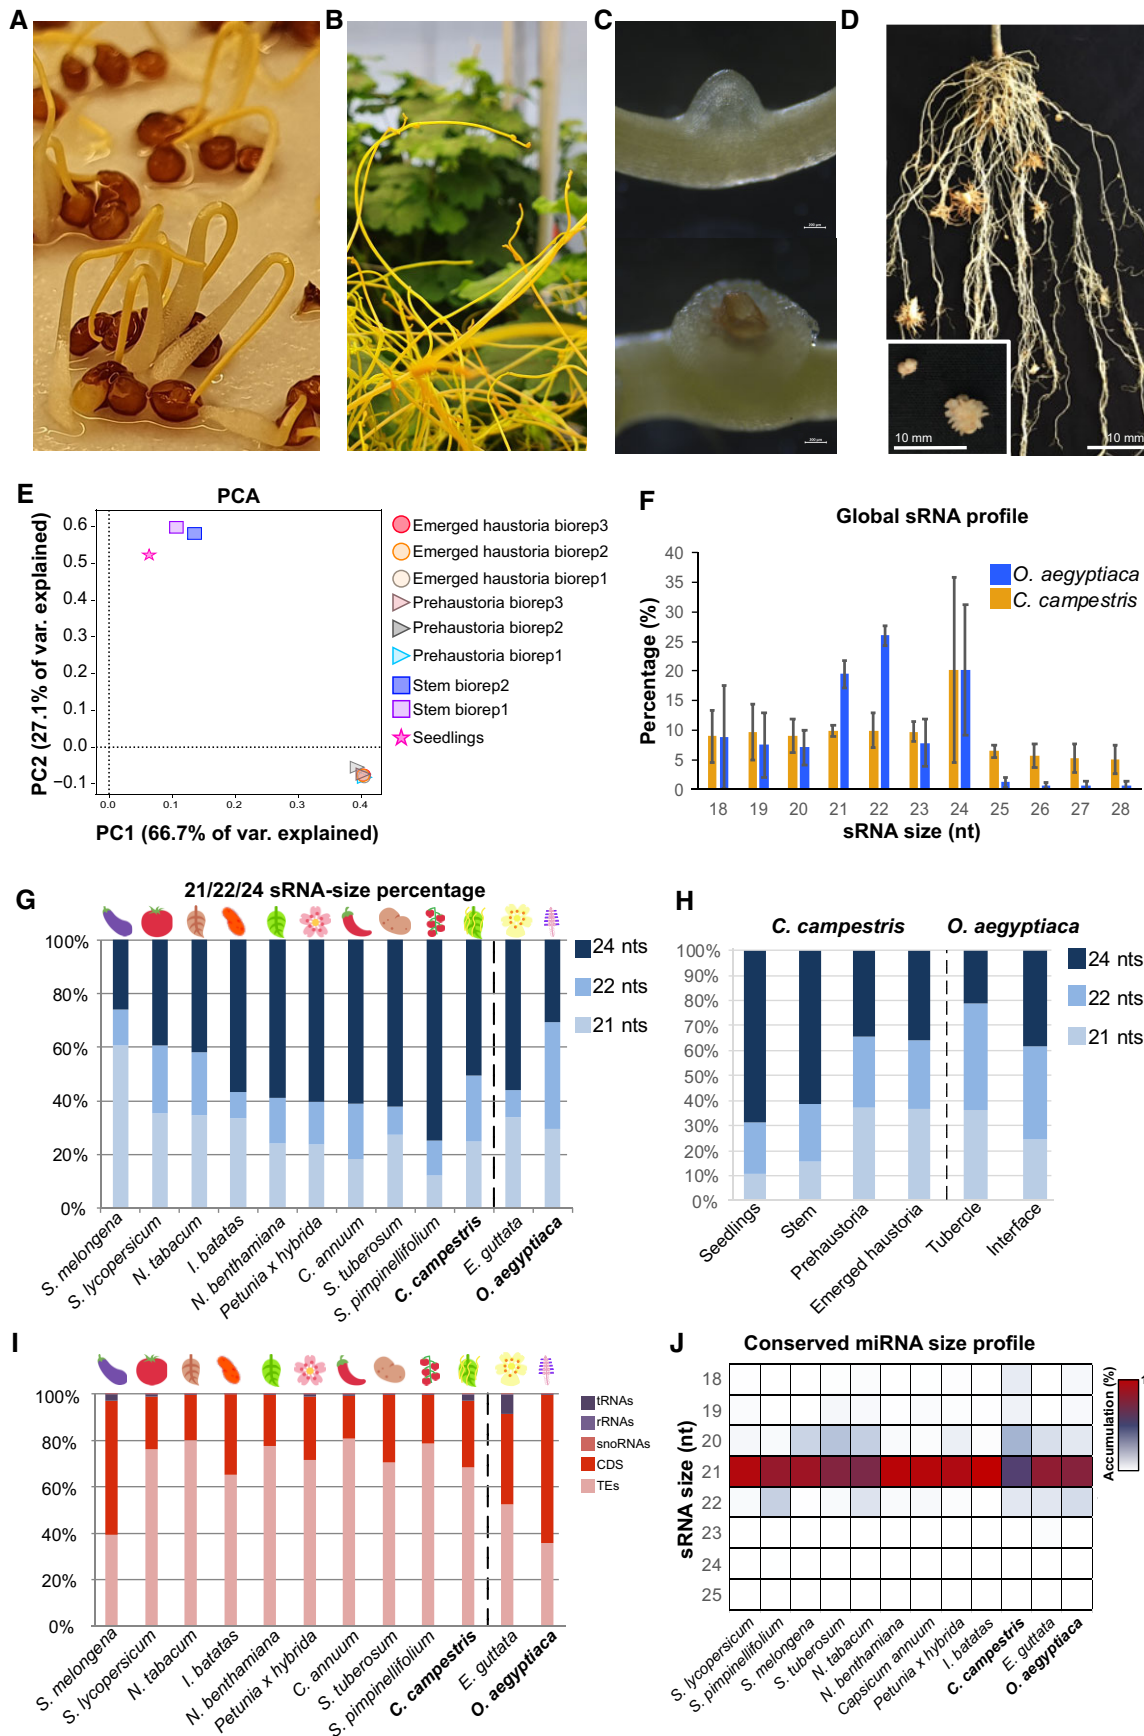 A
B
C
D
200 µm
200 µm
10 mm
10 mm
E
PCA
0.6
0.5
0.4
0.3
0.2
0.1
0.0
−0.1
0.0
0.1
0.2
0.3
0.4
PC2 (27.1% of var. explained)
PC1 (66.7% of var. explained)
Emerged haustoria biorep3
Emerged haustoria biorep2
Emerged haustoria biorep1
Prehaustoria biorep3
Prehaustoria biorep2
Prehaustoria biorep1
Stem biorep2
Stem biorep1
Seedlings
F
Global sRNA profile
O. aegyptiaca
C. campestris
Percentage (%)
40
35
30
25
20
15
10
5
0
18 19 20 21 22 23 24 25 26 27 28
sRNA size (nt)
G
21/22/24 sRNA-size percentage
100%
80%
60%
40%
20%
0%
24 nts
22 nts
21 nts
S. melongena
S. lycopersicum
N. tabacum
I. batatas
N. benthamiana
Petunia x hybrida
C. annuum
S. tuberosum
S. pimpinellifolium
C. campestris
E. guttata
O. aegyptiaca
H
C. campestris
O. aegyptiaca
100%
90%
80%
70%
60%
50%
40%
30%
20%
10%
0%
24 nts
22 nts
21 nts
Seedlings
Stem
Prehaustoria
Emerged haustoria
Tubercle
Interface
I
100%
80%
60%
40%
20%
0%
tRNAs
rRNAs
snoRNAs
CDS
TEs
S. melongena
S. lycopersicum
N. tabacum
I. batatas
N. benthamiana
Petunia x hybrida
C. annuum
S. tuberosum
S. pimpinellifolium
C. campestris
E. guttata
O. aegyptiaca
J
Conserved miRNA size profile
sRNA size (nt)
18
19
20
21
22
23
24
25
Accumulation (%)
S. lycopersicum
S. pimpinellifolium
S. melongena
S. tuberosum
N. tabacum
N. benthamiana
Capsicum annuum
Petunia x hybrida
I. batatas
C. campestris
E. guttata
O. aegyptiaca